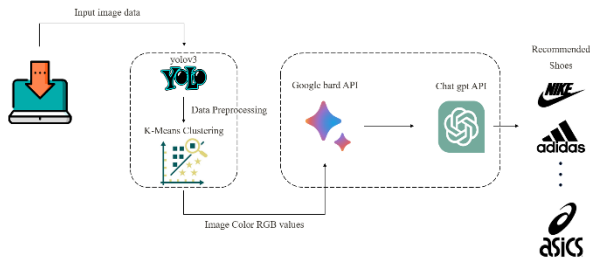 Input image data
yolov3
YOLO
Data Preprocessing
K-Means Clustering
Image Color RGB values
Google bard API
Chat gpt API
Recommended
Shoes
NIKE
adidas
asics